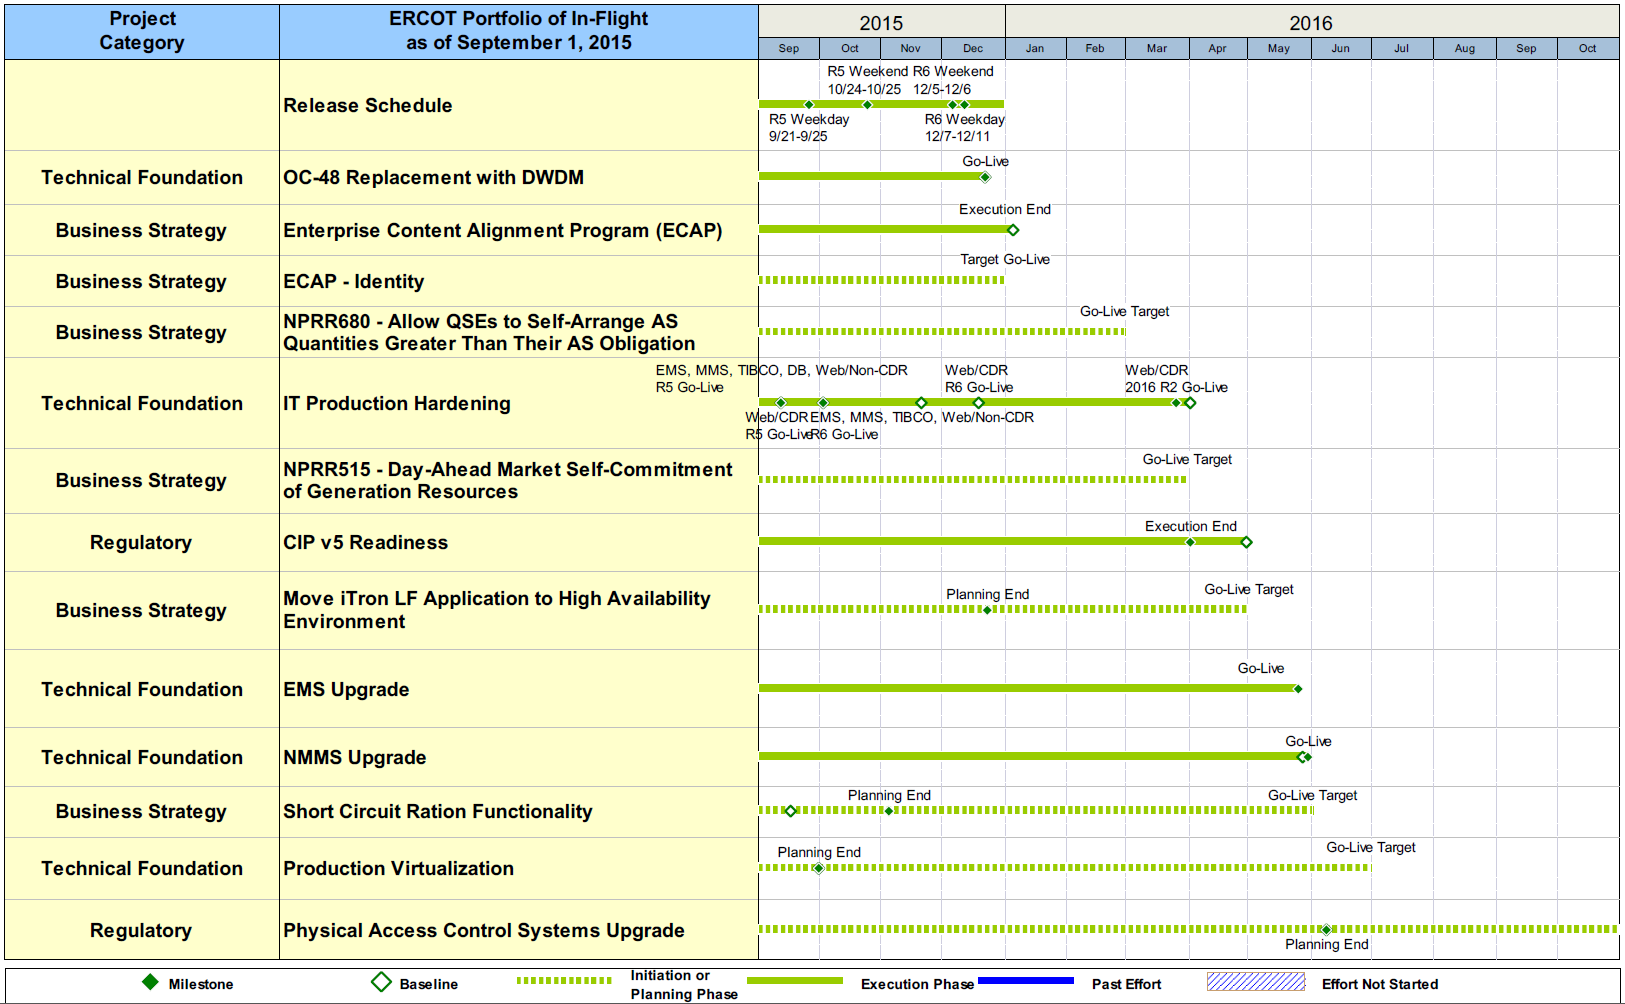 Project
Category
ERCOT Portfolio of In-Flight
as of September 1, 2015
2015
2016
Sep
Oct
Nov
Dec
Jan
Feb
Mar
Apr
May
Jun
Jul
Aug
Sep
Oct
Release Schedule
R5 Weekend
10/24-10/25
R6 Weekend
12/5-12/6
R5 Weekday
9/21-9/25
R6 Weekday
12/7-12/11
Technical Foundation
OC-48 Replacement with DWDM
Go-Live
Business Strategy
Enterprise Content Alignment Program (ECAP)
Execution End
Business Strategy
ECAP - Identity
Target Go-Live
Business Strategy
NPRR680 - Allow QSEs to Self-Arrange AS
Quantities Greater Than Their AS Obligation
Go-Live Target
Technical Foundation
IT Production Hardening
EMS, MMS, TIBCO, DB, Web/Non-CDR
R5 Go-Live
Web/CDR
R6 Go-Live
Web/CDR
2016 R2 Go-Live
Web/CDR
R5 Go-Live
EMS, MMS, TIBCO, Web/Non-CDR
R6 Go-Live
Business Strategy
NPRR515 - Day-Ahead Market Self-Commitment
of Generation Resources
Go-Live Target
Regulatory
CIP v5 Readiness
Execution End
Business Strategy
Move iTron LF Application to High Availability
Environment
Planning End
Go-Live Target
Technical Foundation
EMS Upgrade
Go-Live
Technical Foundation
NMMS Upgrade
Go-Live
Business Strategy
Short Circuit Ration Functionality
Planning End
Go-Live Target
Technical Foundation
Production Virtualization
Planning End
Go-Live Target
Regulatory
Physical Access Control Systems Upgrade
Planning End
Milestone
Baseline
Initiation or
Planning Phase
Execution Phase
Past Effort
Effort Not Started